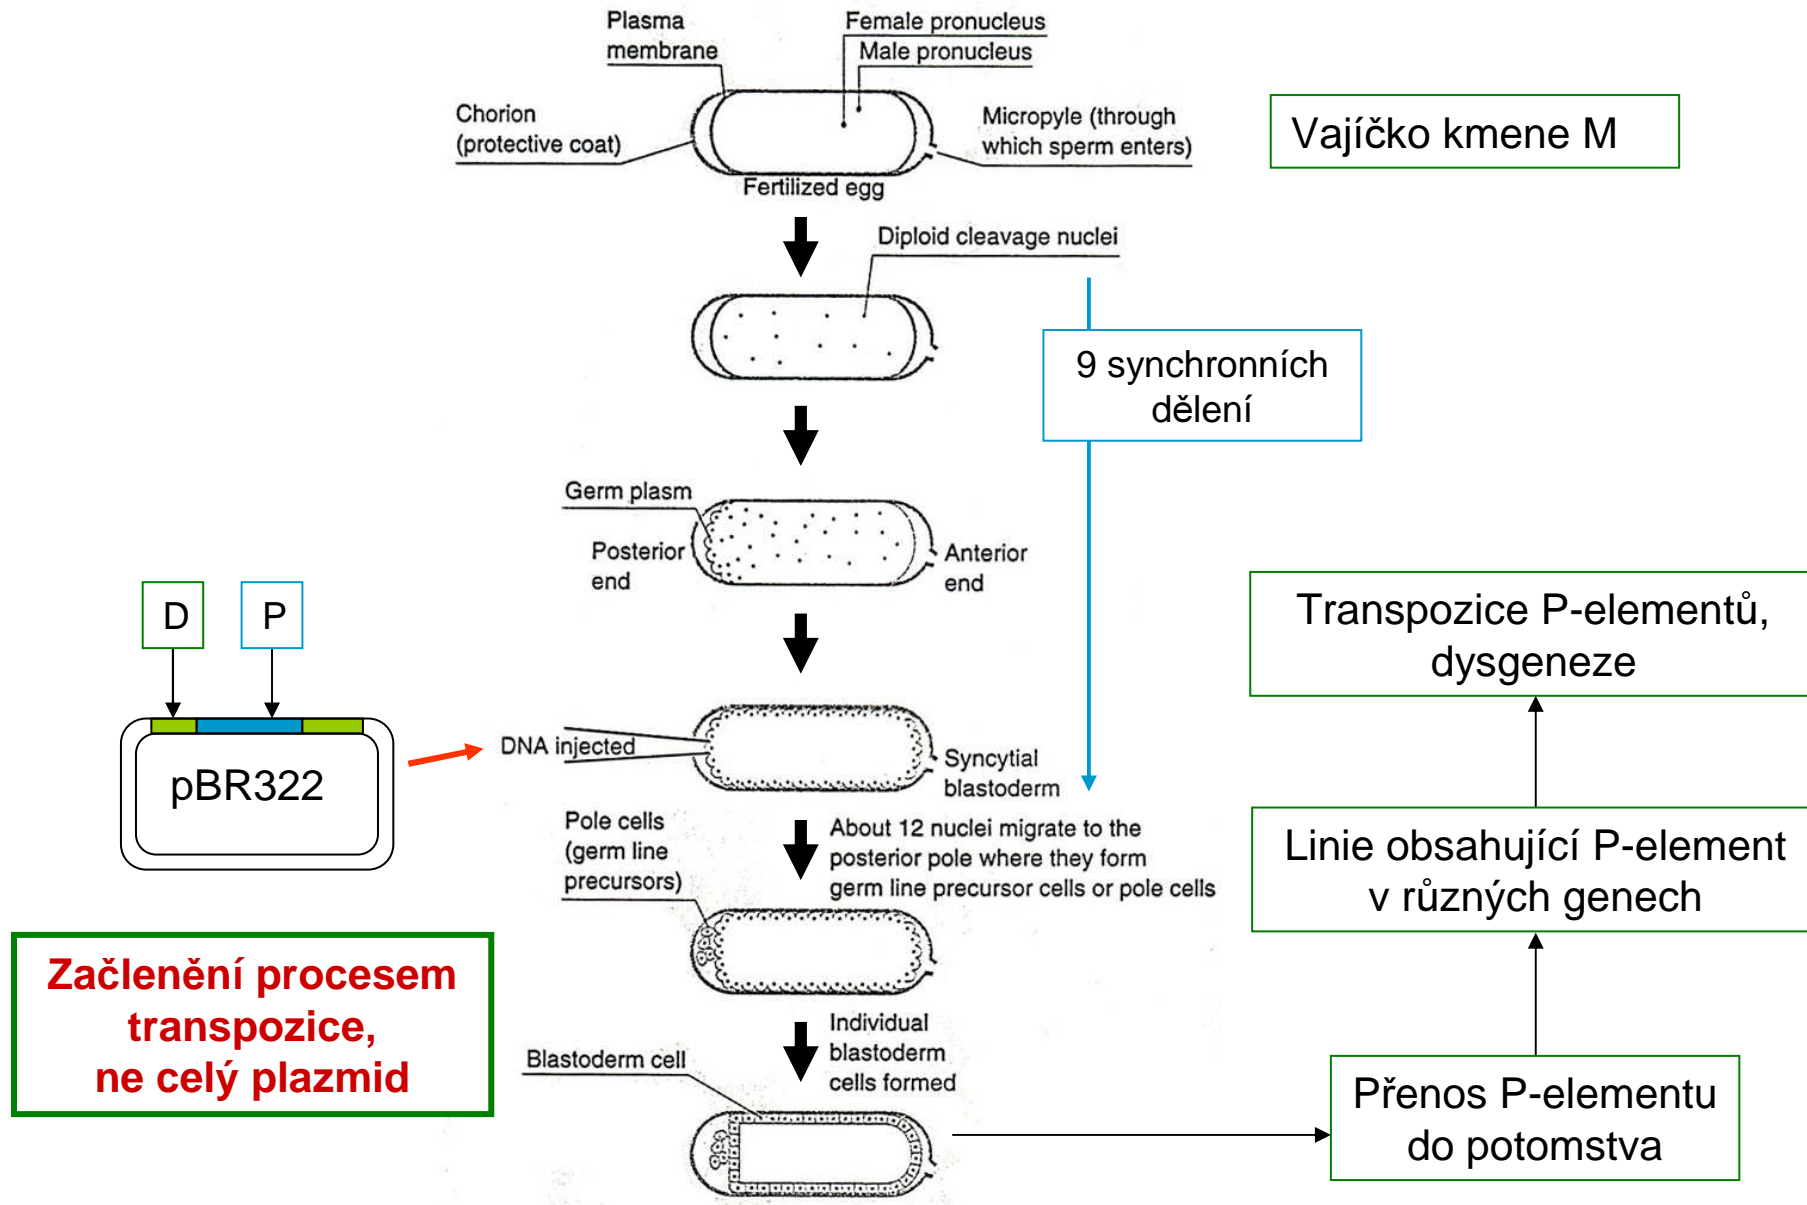 Plasma
membrane
Female pronucleus
Male pronucleus
Chorion
(protective coat)
Micropyle (through
which sperm enters)
Fertilized egg
Vajíčko kmene M
Diploid cleavage nuclei
9 synchronních
dělení
Germ plasm
Posterior
end
Anterior
end
D
P
pBR322
DNA injected
Syncytial
blastoderm
Transpozice P-elementů,
dysgeneze
Pole cells
(germ line
precursors)
About 12 nuclei migrate to the
posterior pole where they form
germ line precursor cells or pole cells
Linie obsahující P-element
v různých genech
Začlenění procesem
transpozice,
ne celý plazmid
Individual
blastoderm
cells formed
Blastoderm cell
Přenos P-elementu
do potomstva